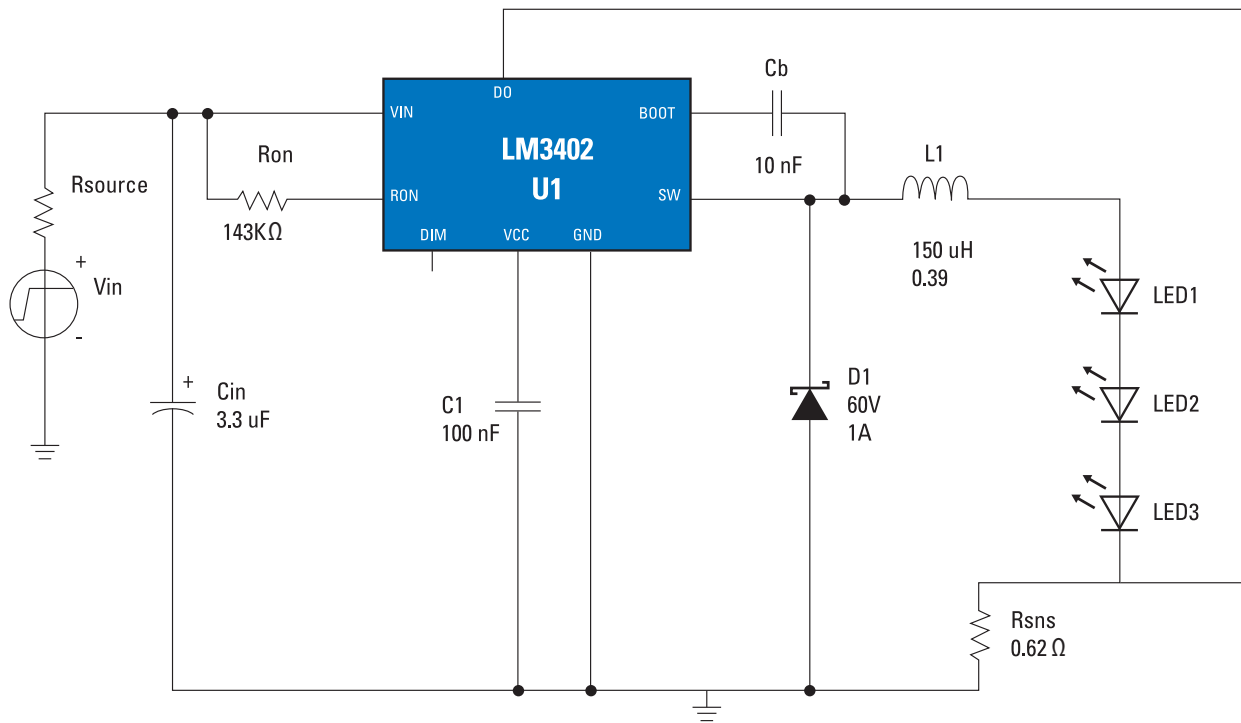 DO
VIN
BOOT
LM3402
U1
RON
SW
DIM
VCC
GND
Cb
10 nF
Ron
143KΩ
Rsource
+
Vin
-
+
Cin
3.3 uF
C1
100 nF
L1
150 uH
0.39
D1
60V
1A
LED1
LED2
LED3
Rsns
0.62 Ω